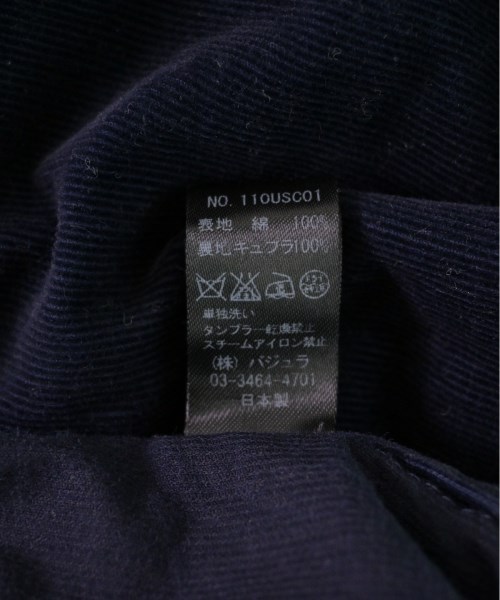 NO. 110USC01
表地 綿 100%
裏地 キュプラ100%
単独洗い
タンブラー乾燥禁止
スチームアイロン禁止
(株) バジュラ
03-3464-4701
日本製